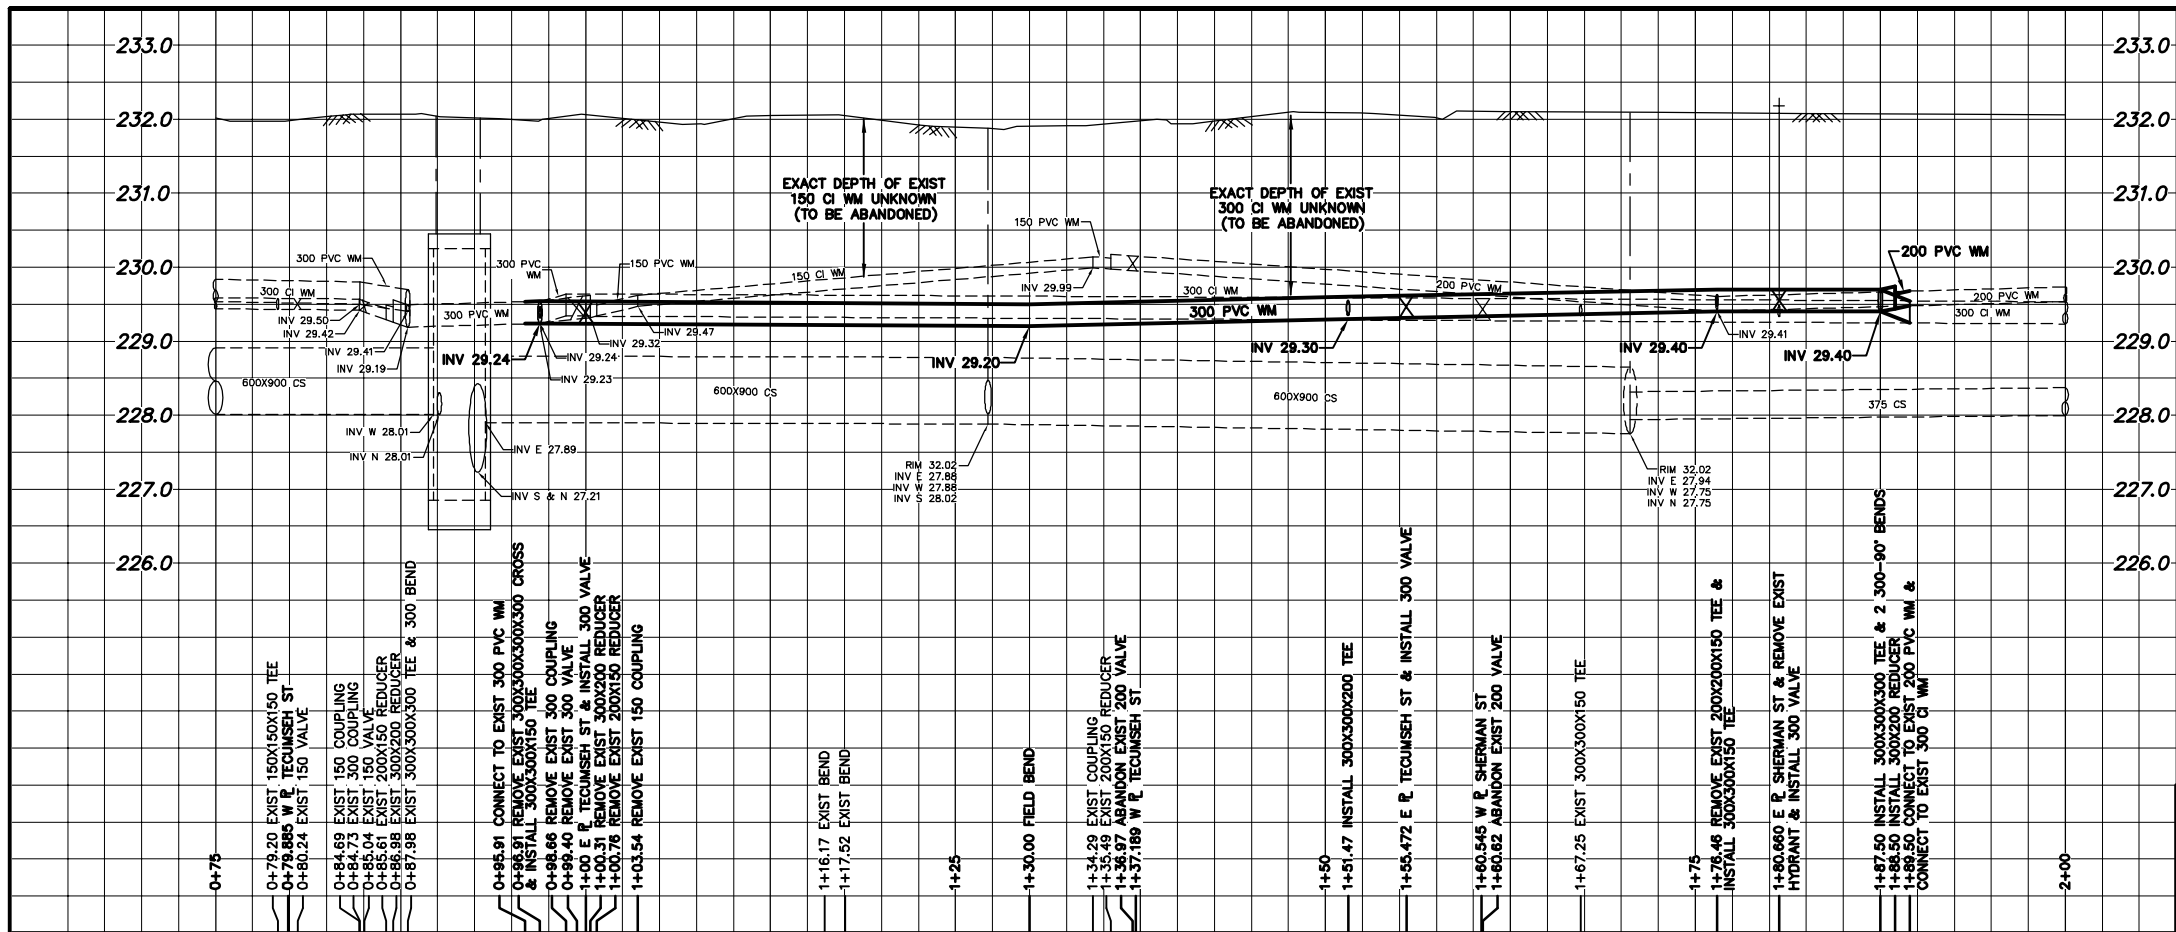 233.0
233.0
232.0
232.0
231.0
231.0
230.0
230.0
229.0
229.0
228.0
228.0
227.0
227.0
226.0
226.0
EXACT DEPTH OF EXIST
150 CI WM UNKNOWN
(TO BE ABANDONED)
EXACT DEPTH OF EXIST
300 CI WM UNKNOWN
(TO BE ABANDONED)
300 PVC WM
300 CI WM
INV 29.50
INV 29.42
INV 29.41
INV 29.19
600X900 CS
INV W 28.01
INV N 28.01
300 PVC WM
300 PVC
WM
150 PVC WM
INV 29.24
INV 29.24
INV 29.23
INV 29.32
INV 29.47
INV E 27.89
INV S & N 27.21
600X900 CS
150 CI WM
150 PVC WM
INV 29.99
INV 29.20
RIM 32.02
INV E 27.88
INV W 27.88
INV S 28.02
300 CI WM
300 PVC WM
INV 29.30
600X900 CS
200 PVC WM
INV 29.40
INV 29.41
INV 29.40
200 PVC WM
200 PVC WM
300 CI WM
375 CS
RIM 32.02
INV E 27.94
INV W 27.75
INV N 27.75
0+75
0+79.20 EXIST 150X150X150 TEE
0+79.885 W PL TECUMSEH ST
0+80.24 EXIST 150 VALVE
0+84.69 EXIST 150 COUPLING
0+84.73 EXIST 300 COUPLING
0+85.04 EXIST 150 VALVE
0+85.61 EXIST 200X150 REDUCER
0+86.98 EXIST 300X200 REDUCER
0+87.98 EXIST 300X300X300 TEE & 300 BEND
0+95.91 CONNECT TO EXIST 300 PVC WM
0+96.91 REMOVE EXIST 300X300X300X300 CROSS
& INSTALL 300X300X150 TEE
0+98.66 REMOVE EXIST 300 COUPLING
0+99.40 REMOVE EXIST 300 VALVE
1+00 E PL TECUMSEH ST & INSTALL 300 VALVE
1+00.31 REMOVE EXIST 300X200 REDUCER
1+00.76 REMOVE EXIST 200X150 REDUCER
1+03.54 REMOVE EXIST 150 COUPLING
1+16.17 EXIST BEND
1+17.52 EXIST BEND
1+25
1+30.00 FIELD BEND
1+34.29 EXIST COUPLING
1+35.49 EXIST 200X150 REDUCER
1+36.97 ABANDON EXIST 200 VALVE
1+37.189 W PL TECUMSEH ST
1+50
1+51.47 INSTALL 300X300X200 TEE
1+55.472 E PL TECUMSEH ST & INSTALL 300 VALVE
1+60.545 W PL SHERMAN ST
1+60.62 ABANDON EXIST 200 VALVE
1+67.25 EXIST 300X300X150 TEE
1+75
1+76.46 REMOVE EXIST 200X200X150 TEE &
INSTALL 300X300X150 TEE
1+80.660 E PL SHERMAN ST & REMOVE EXIST
HYDRANT & INSTALL 300 VALVE
1+87.50 INSTALL 300X300X300 TEE & 2 300-90° BENDS
1+88.50 INSTALL 300X200 REDUCER
1+89.50 CONNECT TO EXIST 200 PVC WM &
CONNECT TO EXIST 300 CI WM
2+00